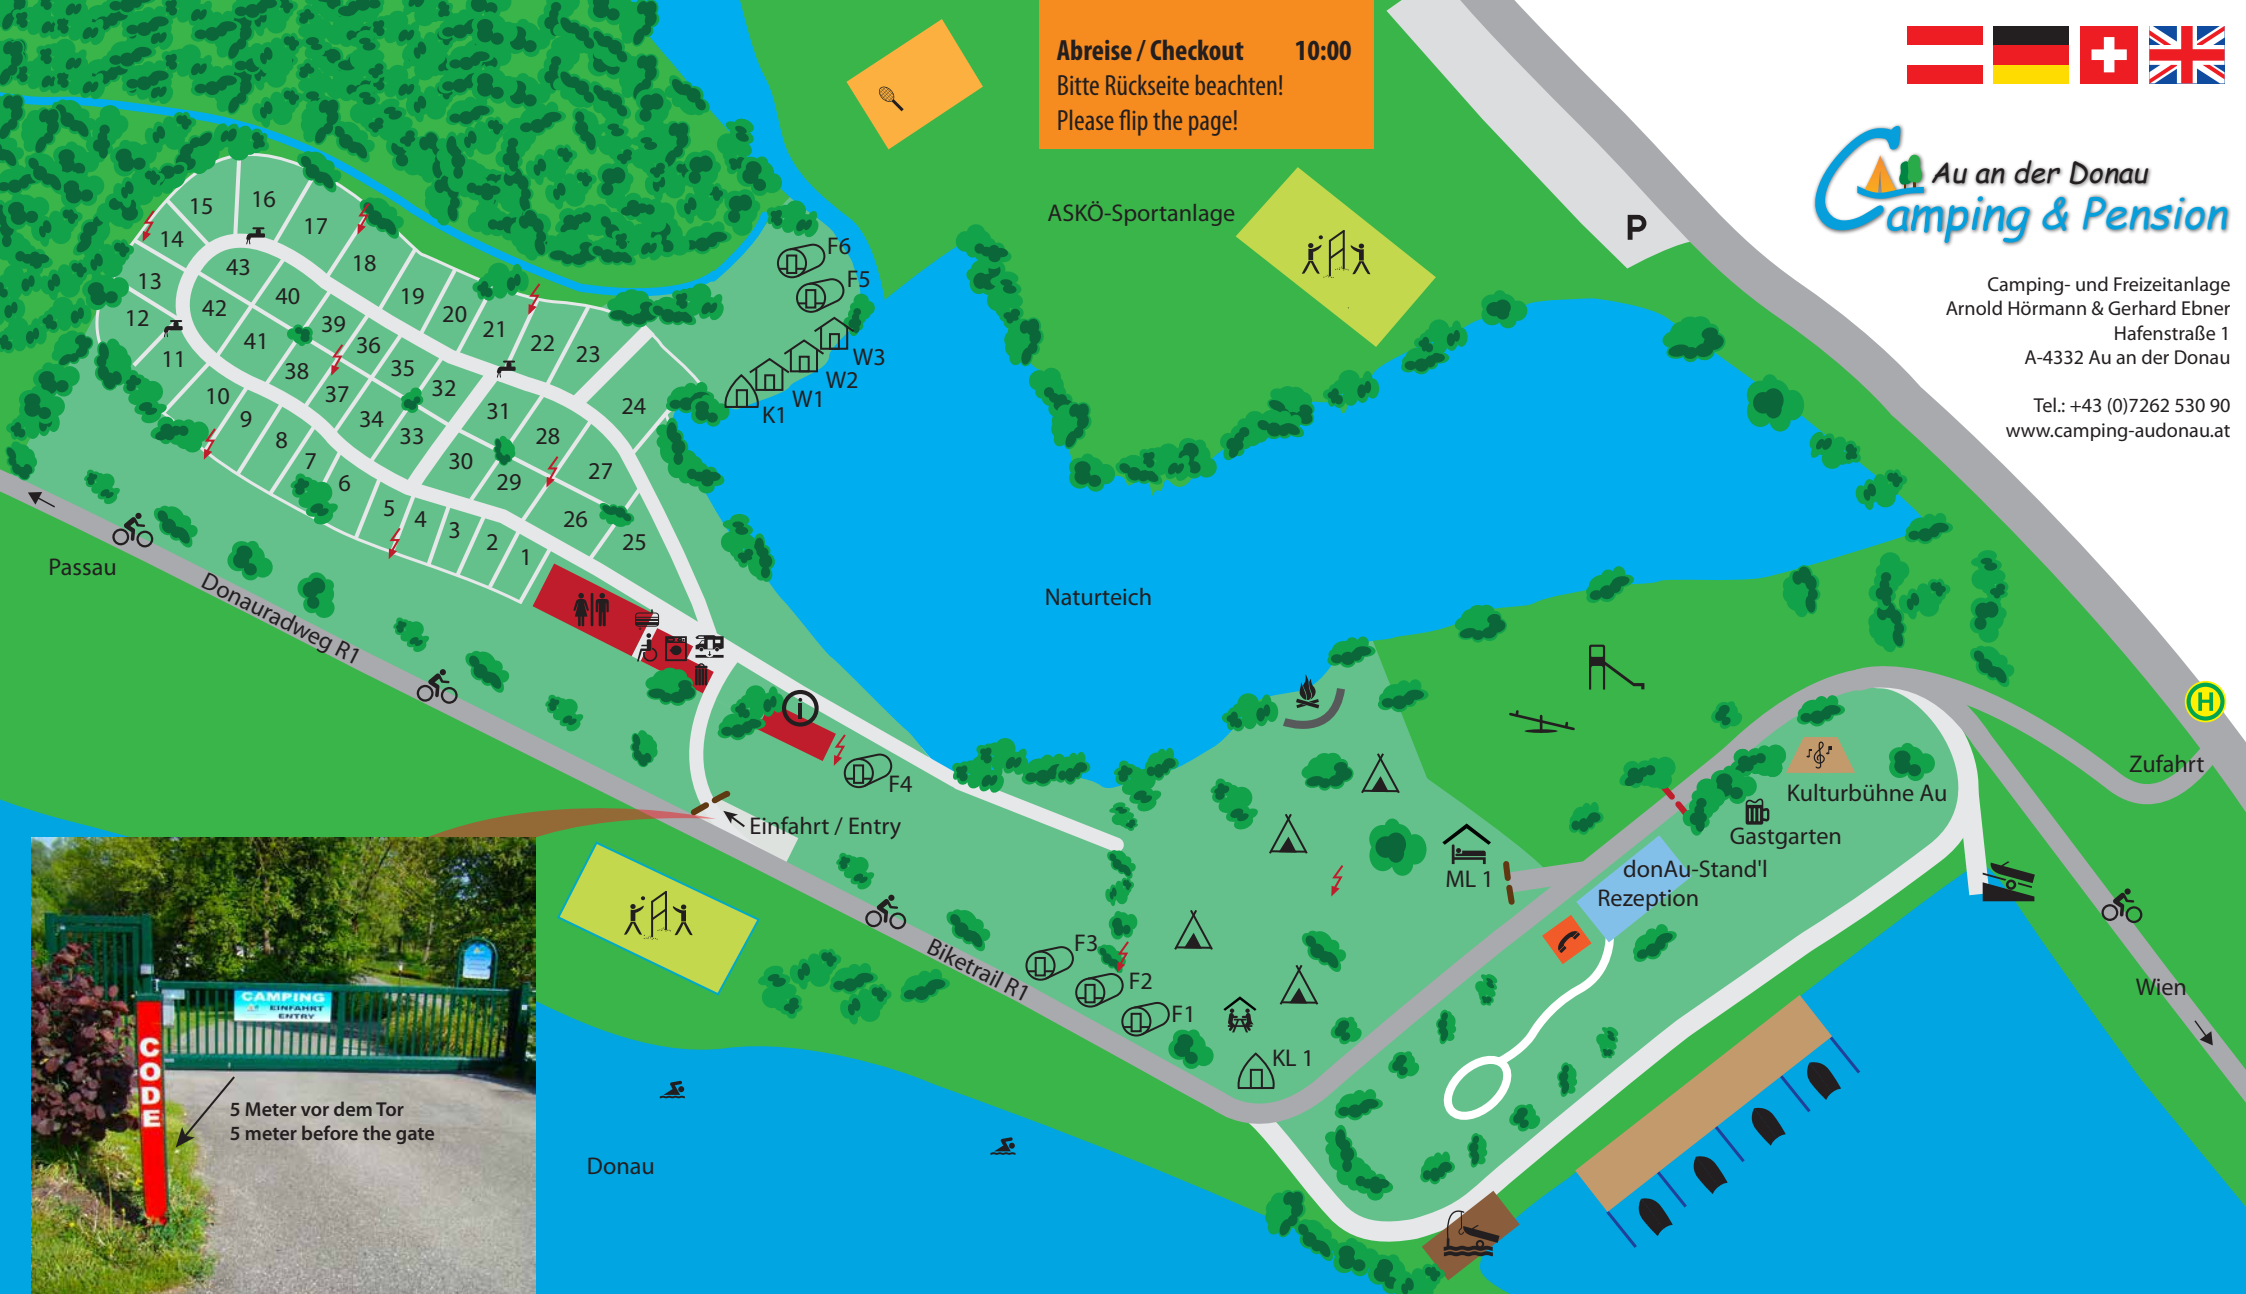 Abreise / Checkout 10:00
Bitte Rückseite beachten!
Please flip the page!
Au an der Donau
Camping & Pension
Camping- und Freizeitanlage
Arnold Hörmann & Gerhard Ebner
Hafenstraße 1
A-4332 Au an der Donau
Tel.: +43 (0)7262 530 90
www.camping-audonau.at
ASKÖ-Sportanlage
P
15
16
17
14
18
13
43
40
19
12
42
39
20
21
41
36
22
23
11
38
35
32
24
10
37
31
9
34
28
8
33
7
30
27
6
29
5
4
26
3
2
25
1
F6
F5
W3
W2
W1
K1
Passau
Donauradweg R1
Naturteich
H
Zufahrt
i
F4
Einfahrt / Entry
Kulturbühne Au
Gastgarten
donAu-Stand'l
Rezeption
ML 1
F3
F2
F1
KL 1
Biketrail R1
Wien
Donau
CAMPING
EINFAHRT
ENTRY
CODE
5 Meter vor dem Tor
5 meter before the gate